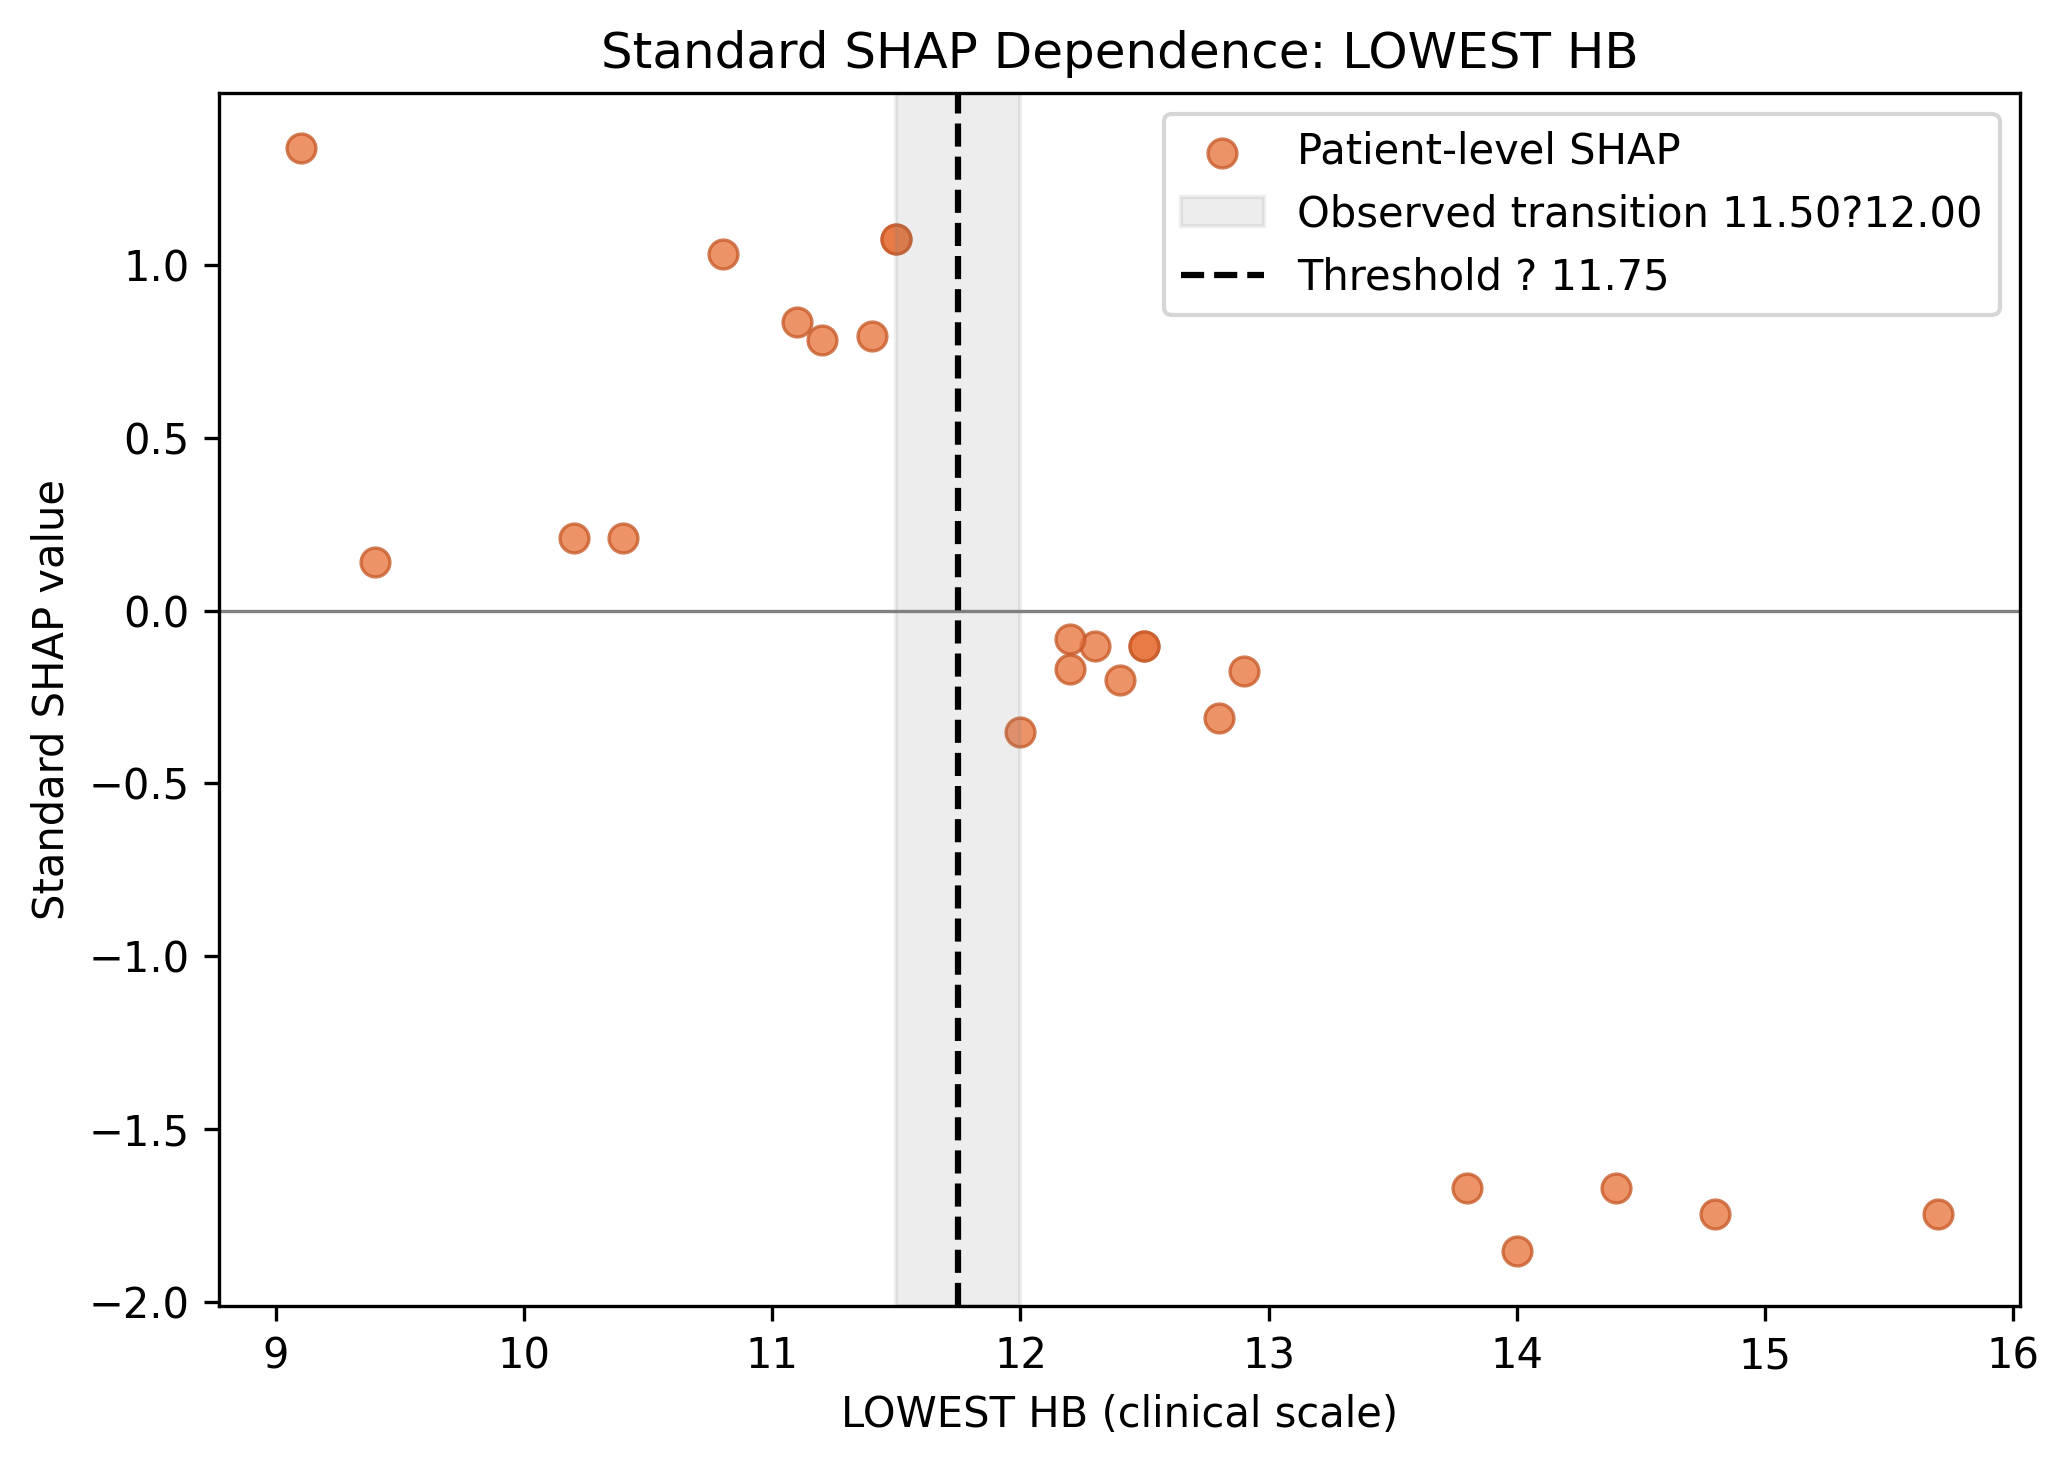 Standard SHAP Dependence: LOWEST HB
Patient-level SHAP
Observed transition 11.50?12.00
Threshold ? 11.75
Standard SHAP value
1.0
0.5
0.0
−0.5
−1.0
−1.5
−2.0
9 10 11 12 13 14 15 16
LOWEST HB (clinical scale)